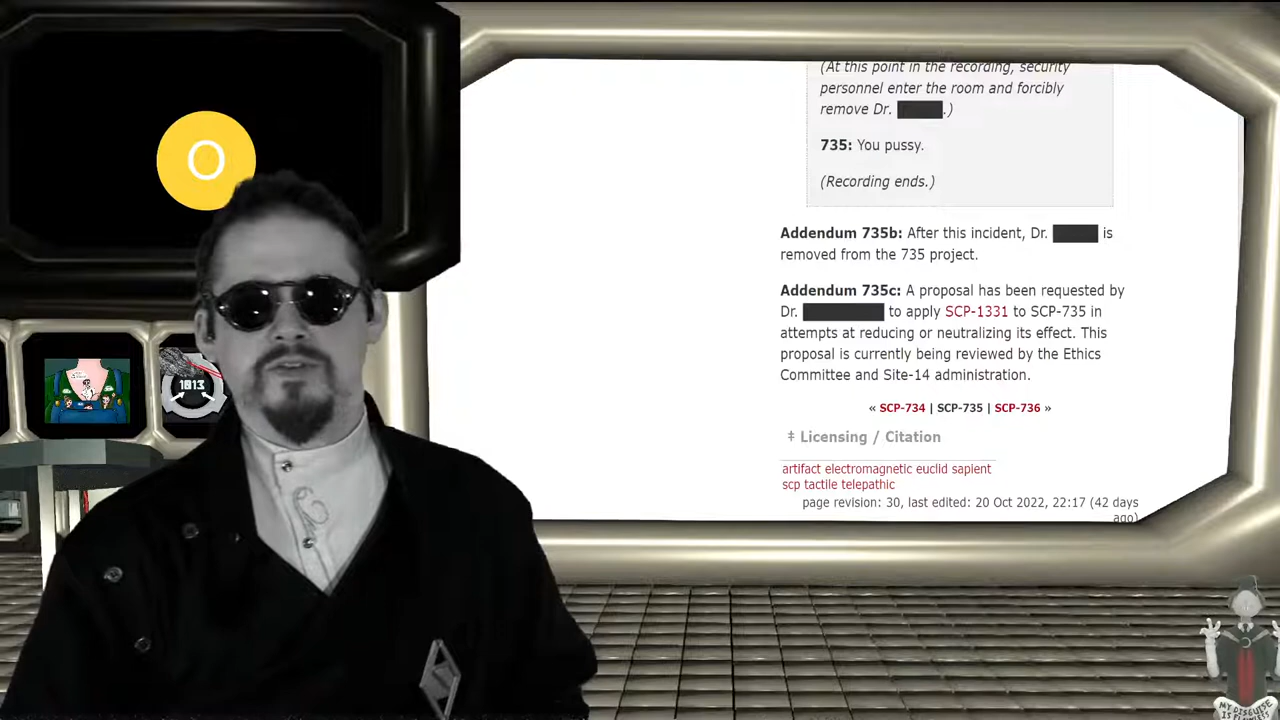 (At this point in the recording, security
personnel enter the room and forcibly
remove Dr. .)
735: You pussy.
(Recording ends.)
Addendum 735b: After this incident, Dr. is
removed from the 735 project.
Addendum 735c: A proposal has been requested by
Dr. to apply SCP-1331 to SCP-735 in
attempts at reducing or neutralizing its effect. This
proposal is currently being reviewed by the Ethics
Committee and Site-14 administration.
« SCP-734 | SCP-735 | SCP-736 »
‡ Licensing / Citation
artifact electromagnetic euclid sapient
scp tactile telepathic
page revision: 30, last edited: 20 Oct 2022, 22:17 (42 days
ago)
O
1013
MY DISGUISE